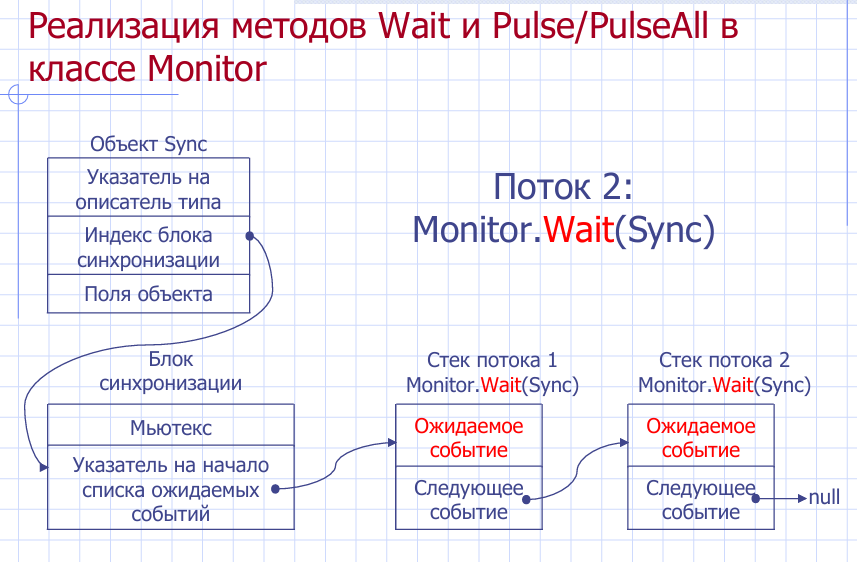 Реализация методов Wait и Pulse/PulseAll в
классе Monitor
Объект Sync
Указатель на
описатель типа
Индекс блока
синхронизации
Поля объекта
Поток 2:
Monitor.Wait(Sync)
Блок
синхронизации
Мьютекс
Указатель на начало
списка ожидаемых
событий
Стек потока 1
Monitor.Wait(Sync)
Ожидаемое
событие
Следующее
событие
Стек потока 2
Monitor.Wait(Sync)
Ожидаемое
событие
Следующее
событие
null